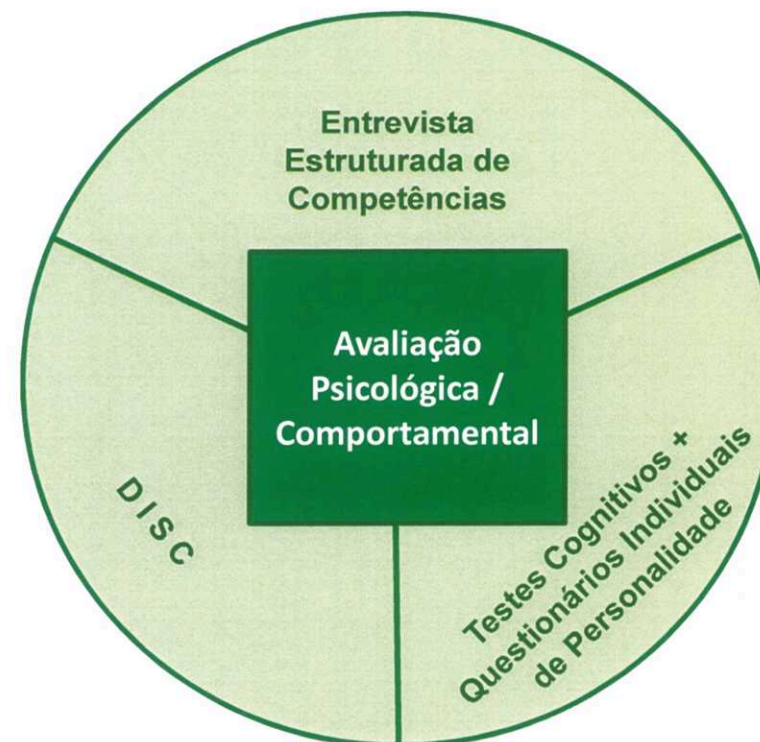 Entrevista
Estruturada de
Competências
Avaliação
Psicológica /
Comportamental
DISC
Testes Cognitivos +
Questionários Individuais
de Personalidade